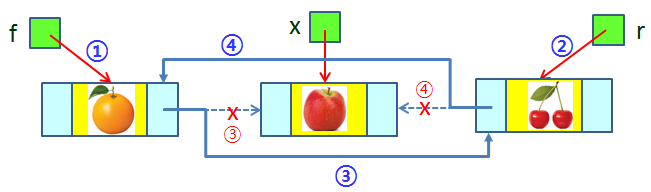 f
①
④
x
②
r
x
③
④
x
③